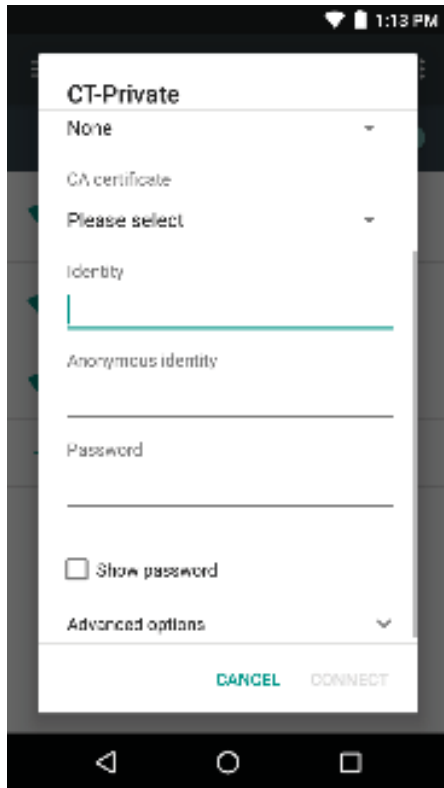 1:13 PM
CT-Private
None
CA certificate
Please select
Identity
Anonymous identity
Password
Show password
Advanced options
CANCEL CONNECT